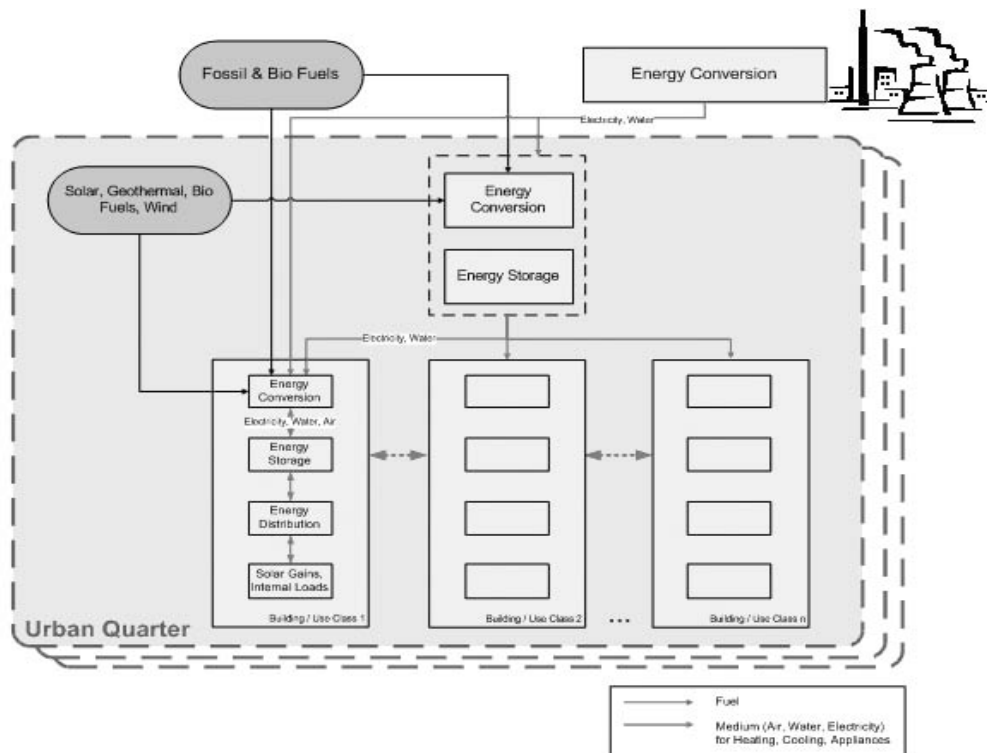 Fossil & Bio Fuels
Energy Conversion
Electricity, Water
Solar, Geothermal, Bio
Fuels, Wind
Energy
Conversion
Energy Storage
Electricity, Water
Energy
Conversion
Electricity, Water, Air
Energy
Storage
Energy
Distribution
Solar Gains,
Internal Loads
Building / Use Class 1
Building / Use Class 2
...
Building / Use Class n
Urban Quarter
Fuel
Medium (Air, Water, Electricity)
for Heating, Cooling, Appliances